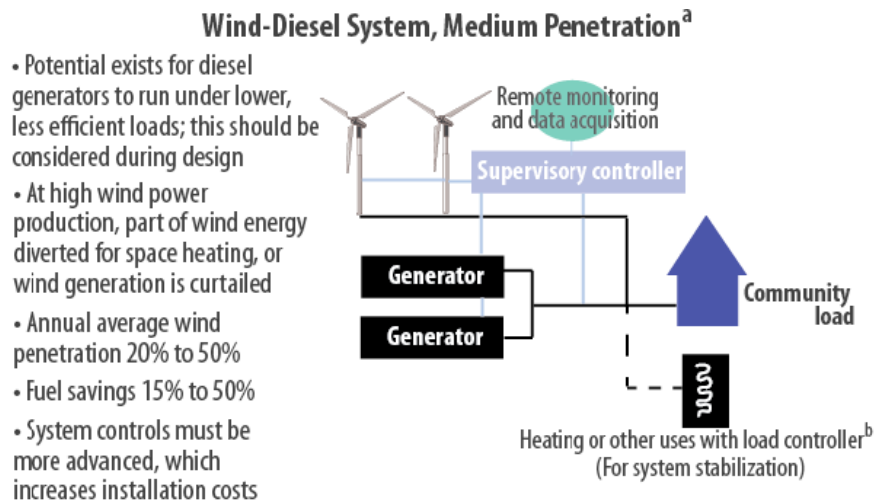 Wind-Diesel System, Medium Penetrationᵃ
• Potential exists for diesel
generators to run under lower,
less efficient loads; this should be
considered during design
• At high wind power
production, part of wind energy
diverted for space heating, or
wind generation is curtailed
• Annual average wind
penetration 20% to 50%
• Fuel savings 15% to 50%
• System controls must be
more advanced, which
increases installation costs
Remote monitoring
and data acquisition
Supervisory controller
Generator
Generator
Community
load
Heating or other uses with load controllerᵇ
(For system stabilization)